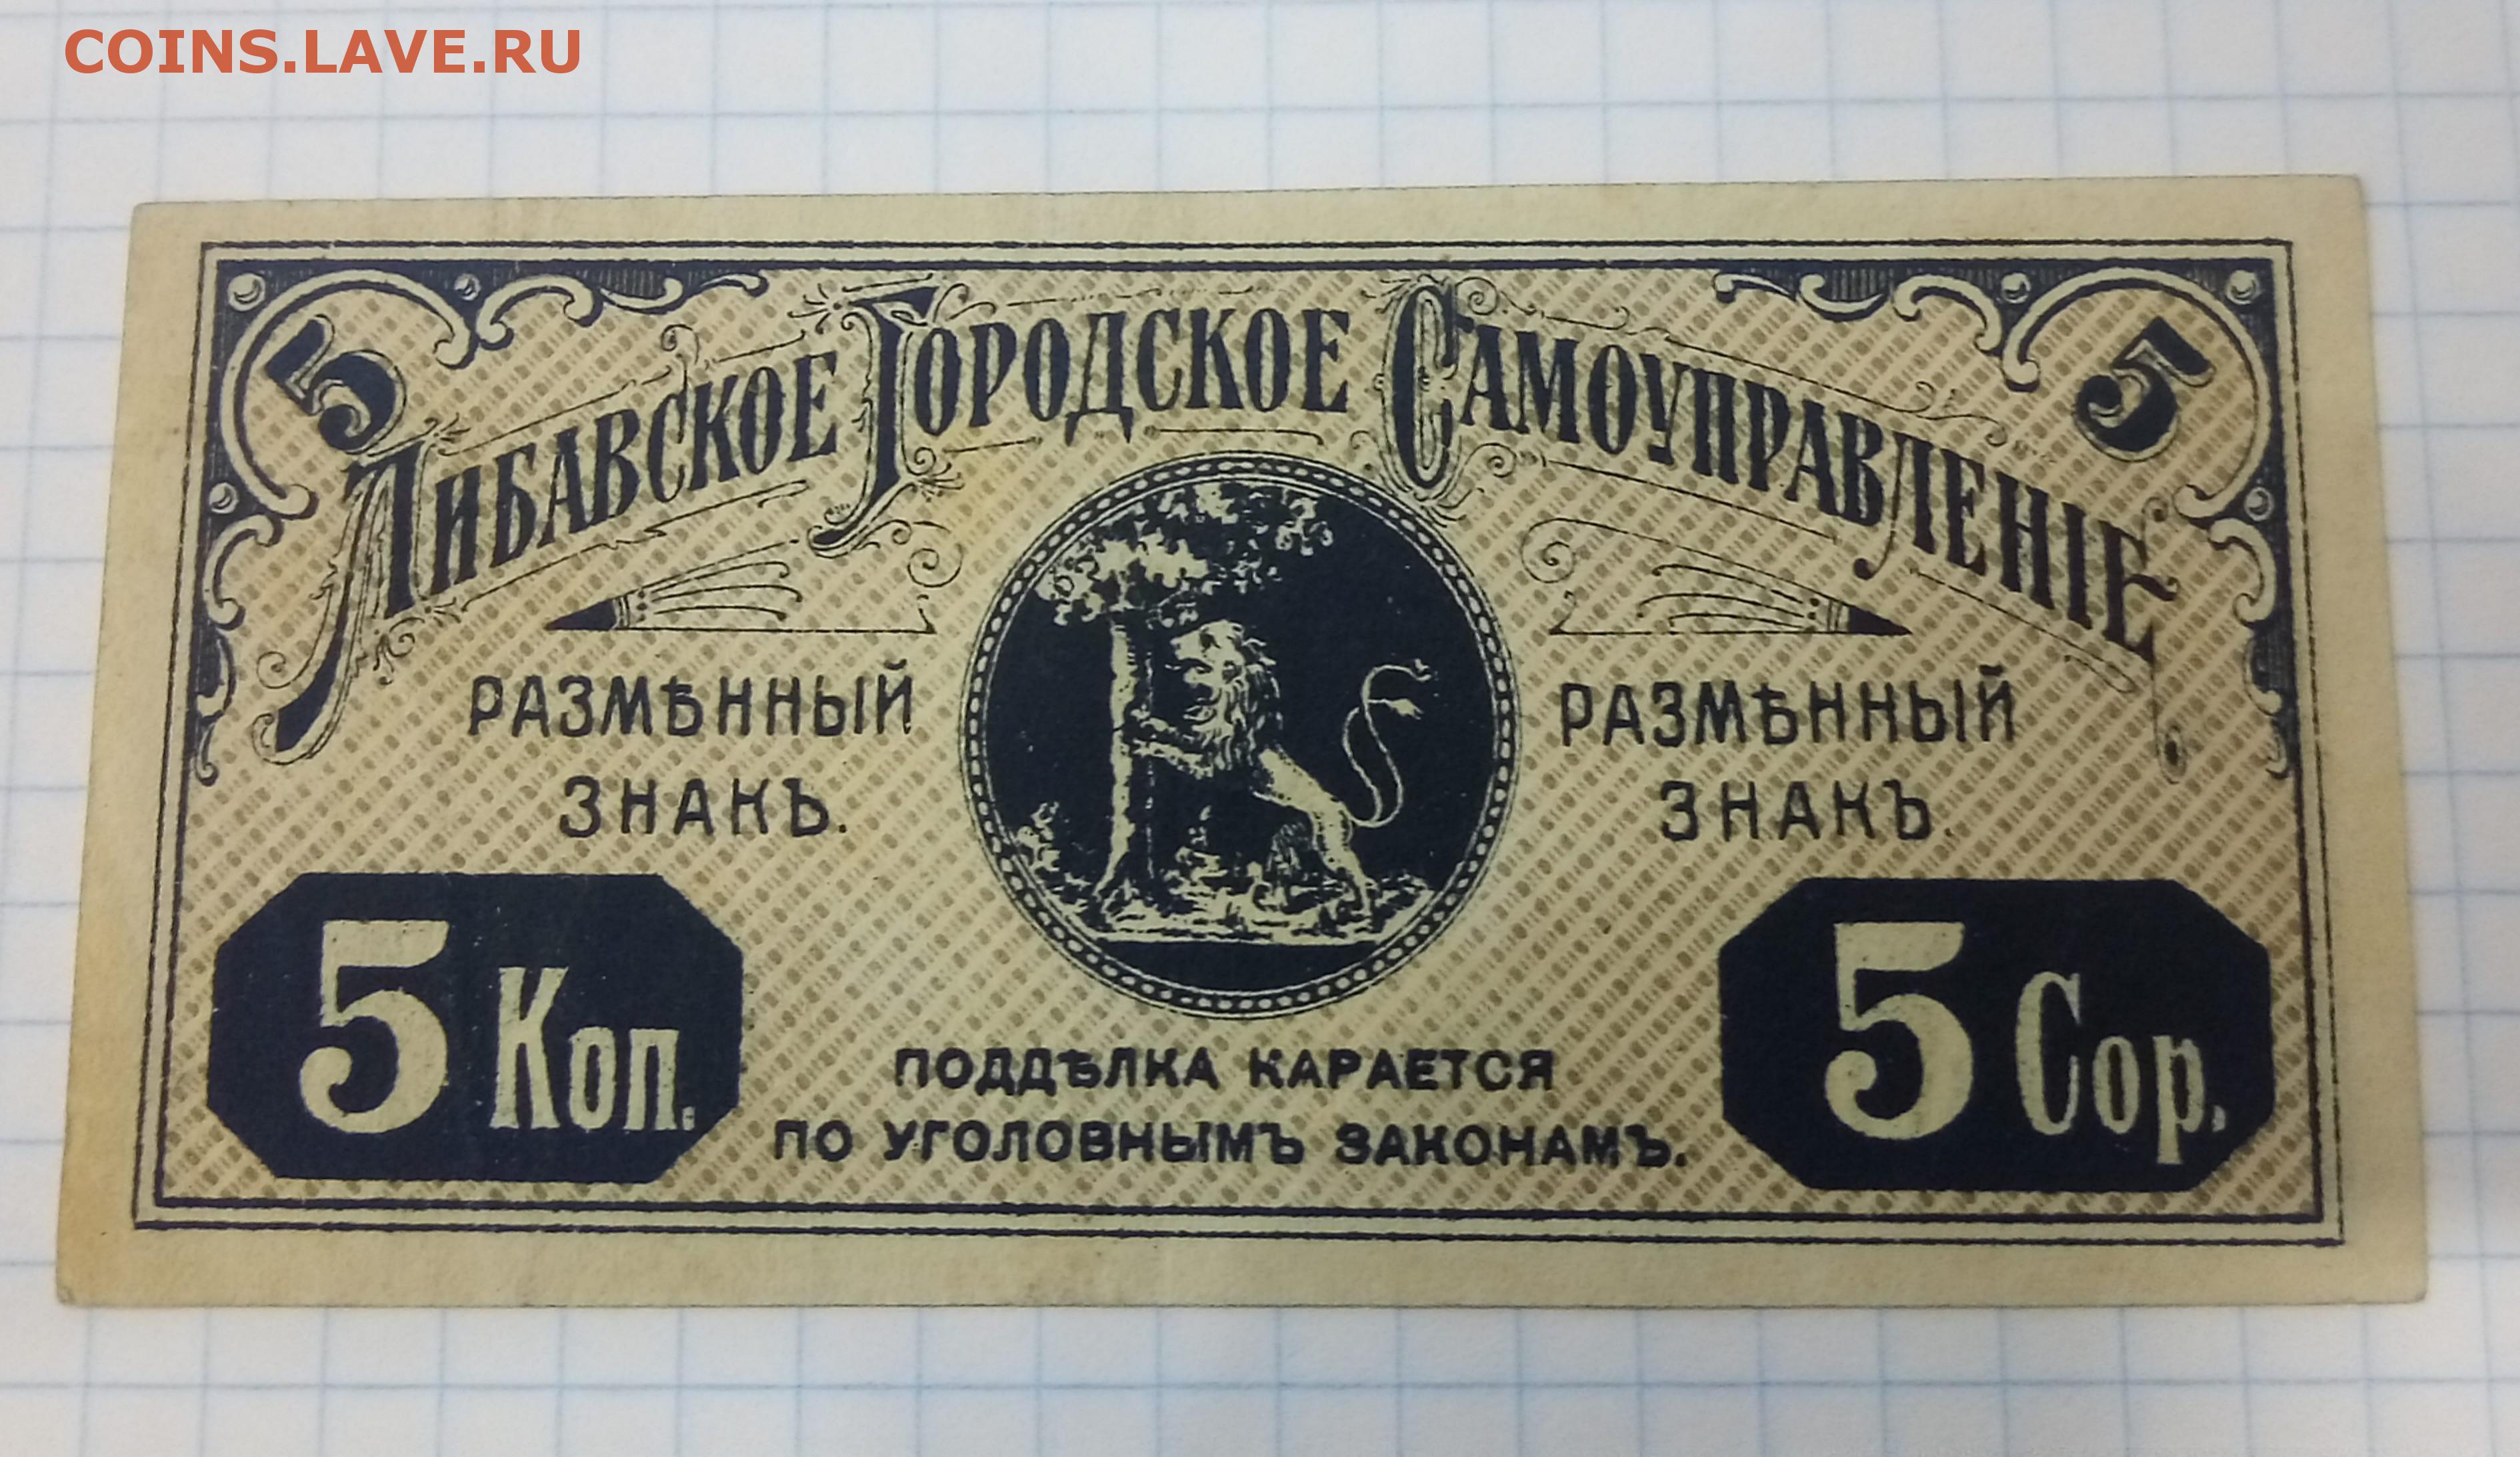 COINS.LAVE.RU
5 5
Либавское Городское Самоуправленіе
РАЗМѢННЫЙ
ЗНАКЪ.
РАЗМѢННЫЙ
ЗНАКЪ.
5 Коп.
5 Сор.
ПОДДѢЛКА КАРАЕТСЯ
ПО УГОЛОВНЫМЪ ЗАКОНАМЪ.